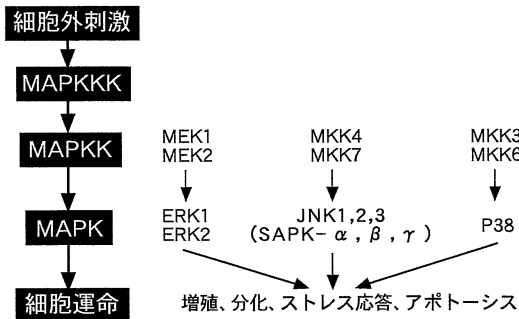 細胞外刺激
MAPKKK
MAPKK
MEK1
MEK2
MKK4
MKK7
MKK3
MKK6
MAPK
ERK1
ERK2
JNK1,2,3
(SAPK-α,β,γ)
P38
細胞運命
増殖、分化、ストレス応答、アポトーシス